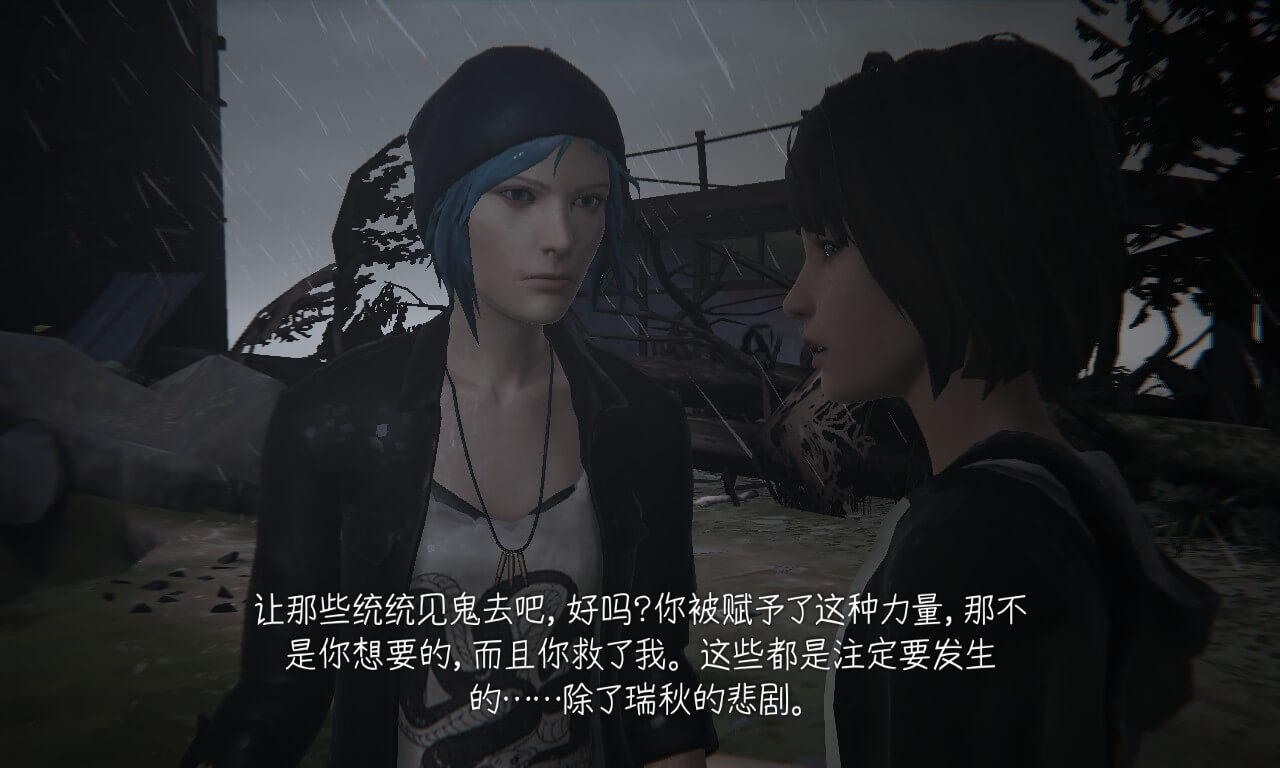 让那些统统见鬼去吧, 好吗?你被赋予了这种力量, 那不
是你想要的, 而且你救了我。这些都是注定要发生
的……除了瑞秋的悲剧。